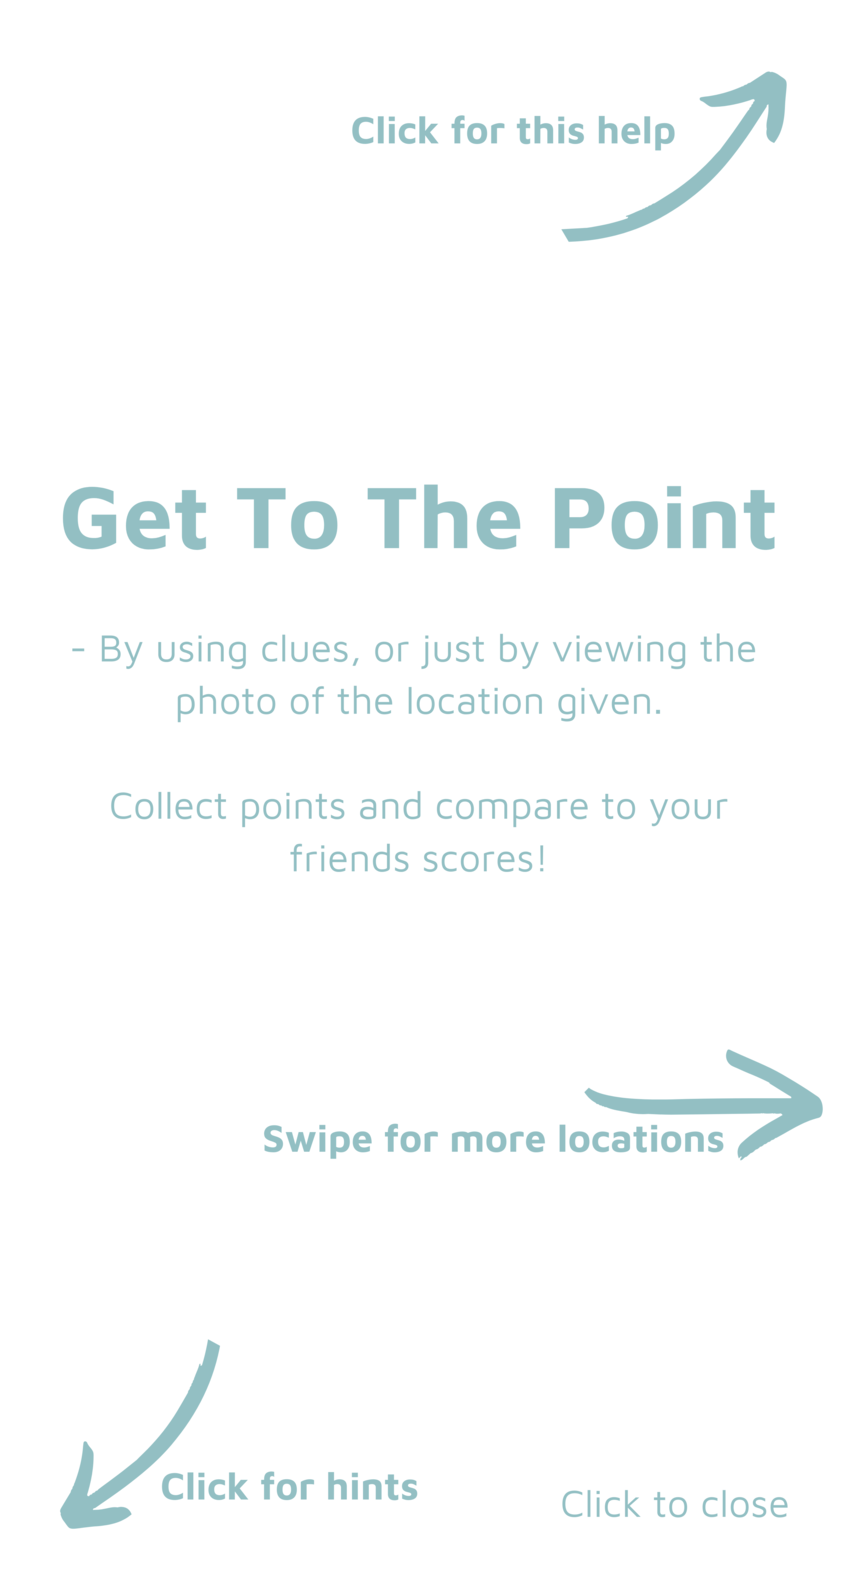 Click for this help
Get To The Point
- By using clues, or just by viewing the
photo of the location given.
Collect points and compare to your
friends scores!
Swipe for more locations
Click for hints
Click to close